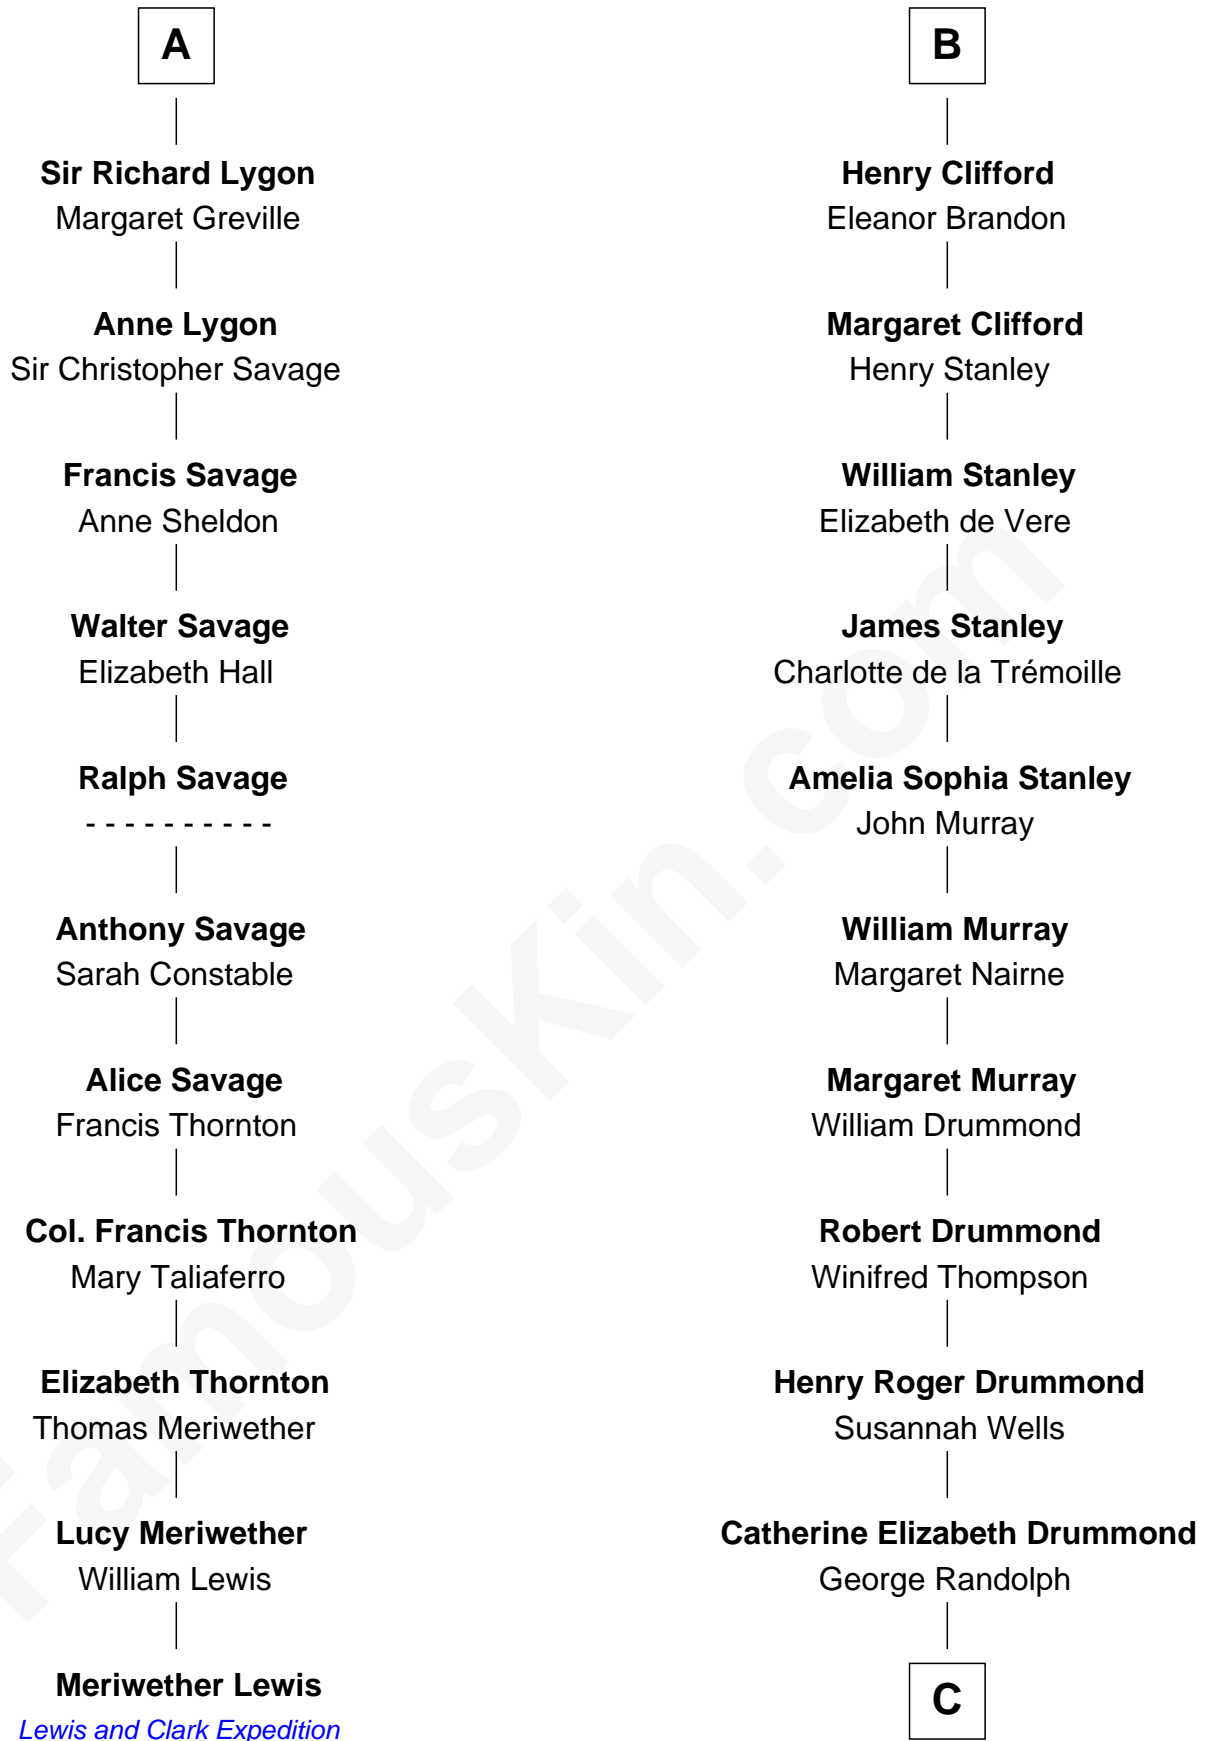 A
Sir Richard Lygon
Margaret Greville
Anne Lygon
Sir Christopher Savage
Francis Savage
Anne Sheldon
Walter Savage
Elizabeth Hall
Ralph Savage
- - - - - - - - - -
Anthony Savage
Sarah Constable
Alice Savage
Francis Thornton
Col. Francis Thornton
Mary Taliaferro
Elizabeth Thornton
Thomas Meriwether
Lucy Meriwether
William Lewis
Meriwether Lewis
Lewis and Clark Expedition
B
Henry Clifford
Eleanor Brandon
Margaret Clifford
Henry Stanley
William Stanley
Elizabeth de Vere
James Stanley
Charlotte de la Trémoille
Amelia Sophia Stanley
John Murray
William Murray
Margaret Nairne
Margaret Murray
William Drummond
Robert Drummond
Winifred Thompson
Henry Roger Drummond
Susannah Wells
Catherine Elizabeth Drummond
George Randolph
C
FamousKin.com